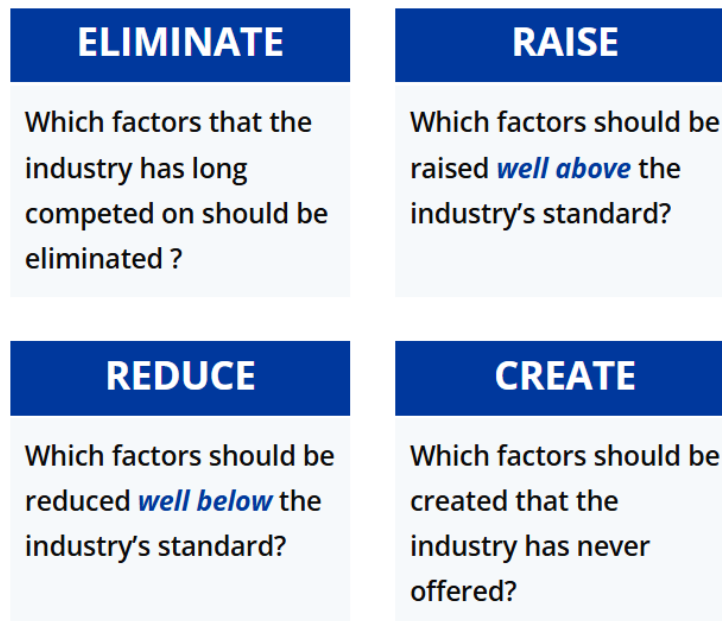 ELIMINATE
Which factors that the
industry has long
competed on should be
eliminated ?
RAISE
Which factors should be
raised well above the
industry’s standard?
REDUCE
Which factors should be
reduced well below the
industry’s standard?
CREATE
Which factors should be
created that the
industry has never
offered?